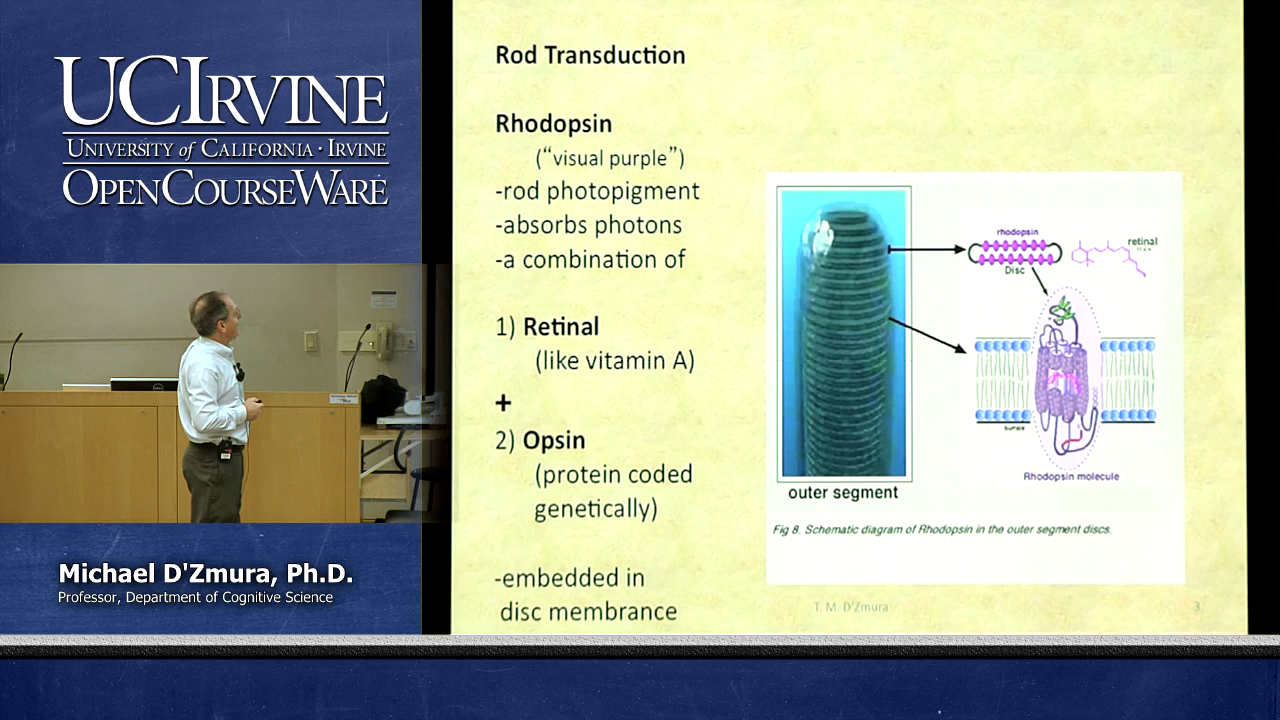 UCIRVINE
UNIVERSITY of CALIFORNIA · IRVINE
OPENCOURSEWARE
Michael D'Zmura, Ph.D.
Professor, Department of Cognitive Science
Rod Transduction
Rhodopsin
("visual purple")
-rod photopigment
-absorbs photons
-a combination of
1) Retinal
(like vitamin A)
+
2) Opsin
(protein coded
genetically)
-embedded in
disc membrance
rhodopsin
retinal
Disc
surface
Rhodopsin molecule
outer segment
Fig 8. Schematic diagram of Rhodopsin in the outer segment discs.
T. M. D'Zmura
3